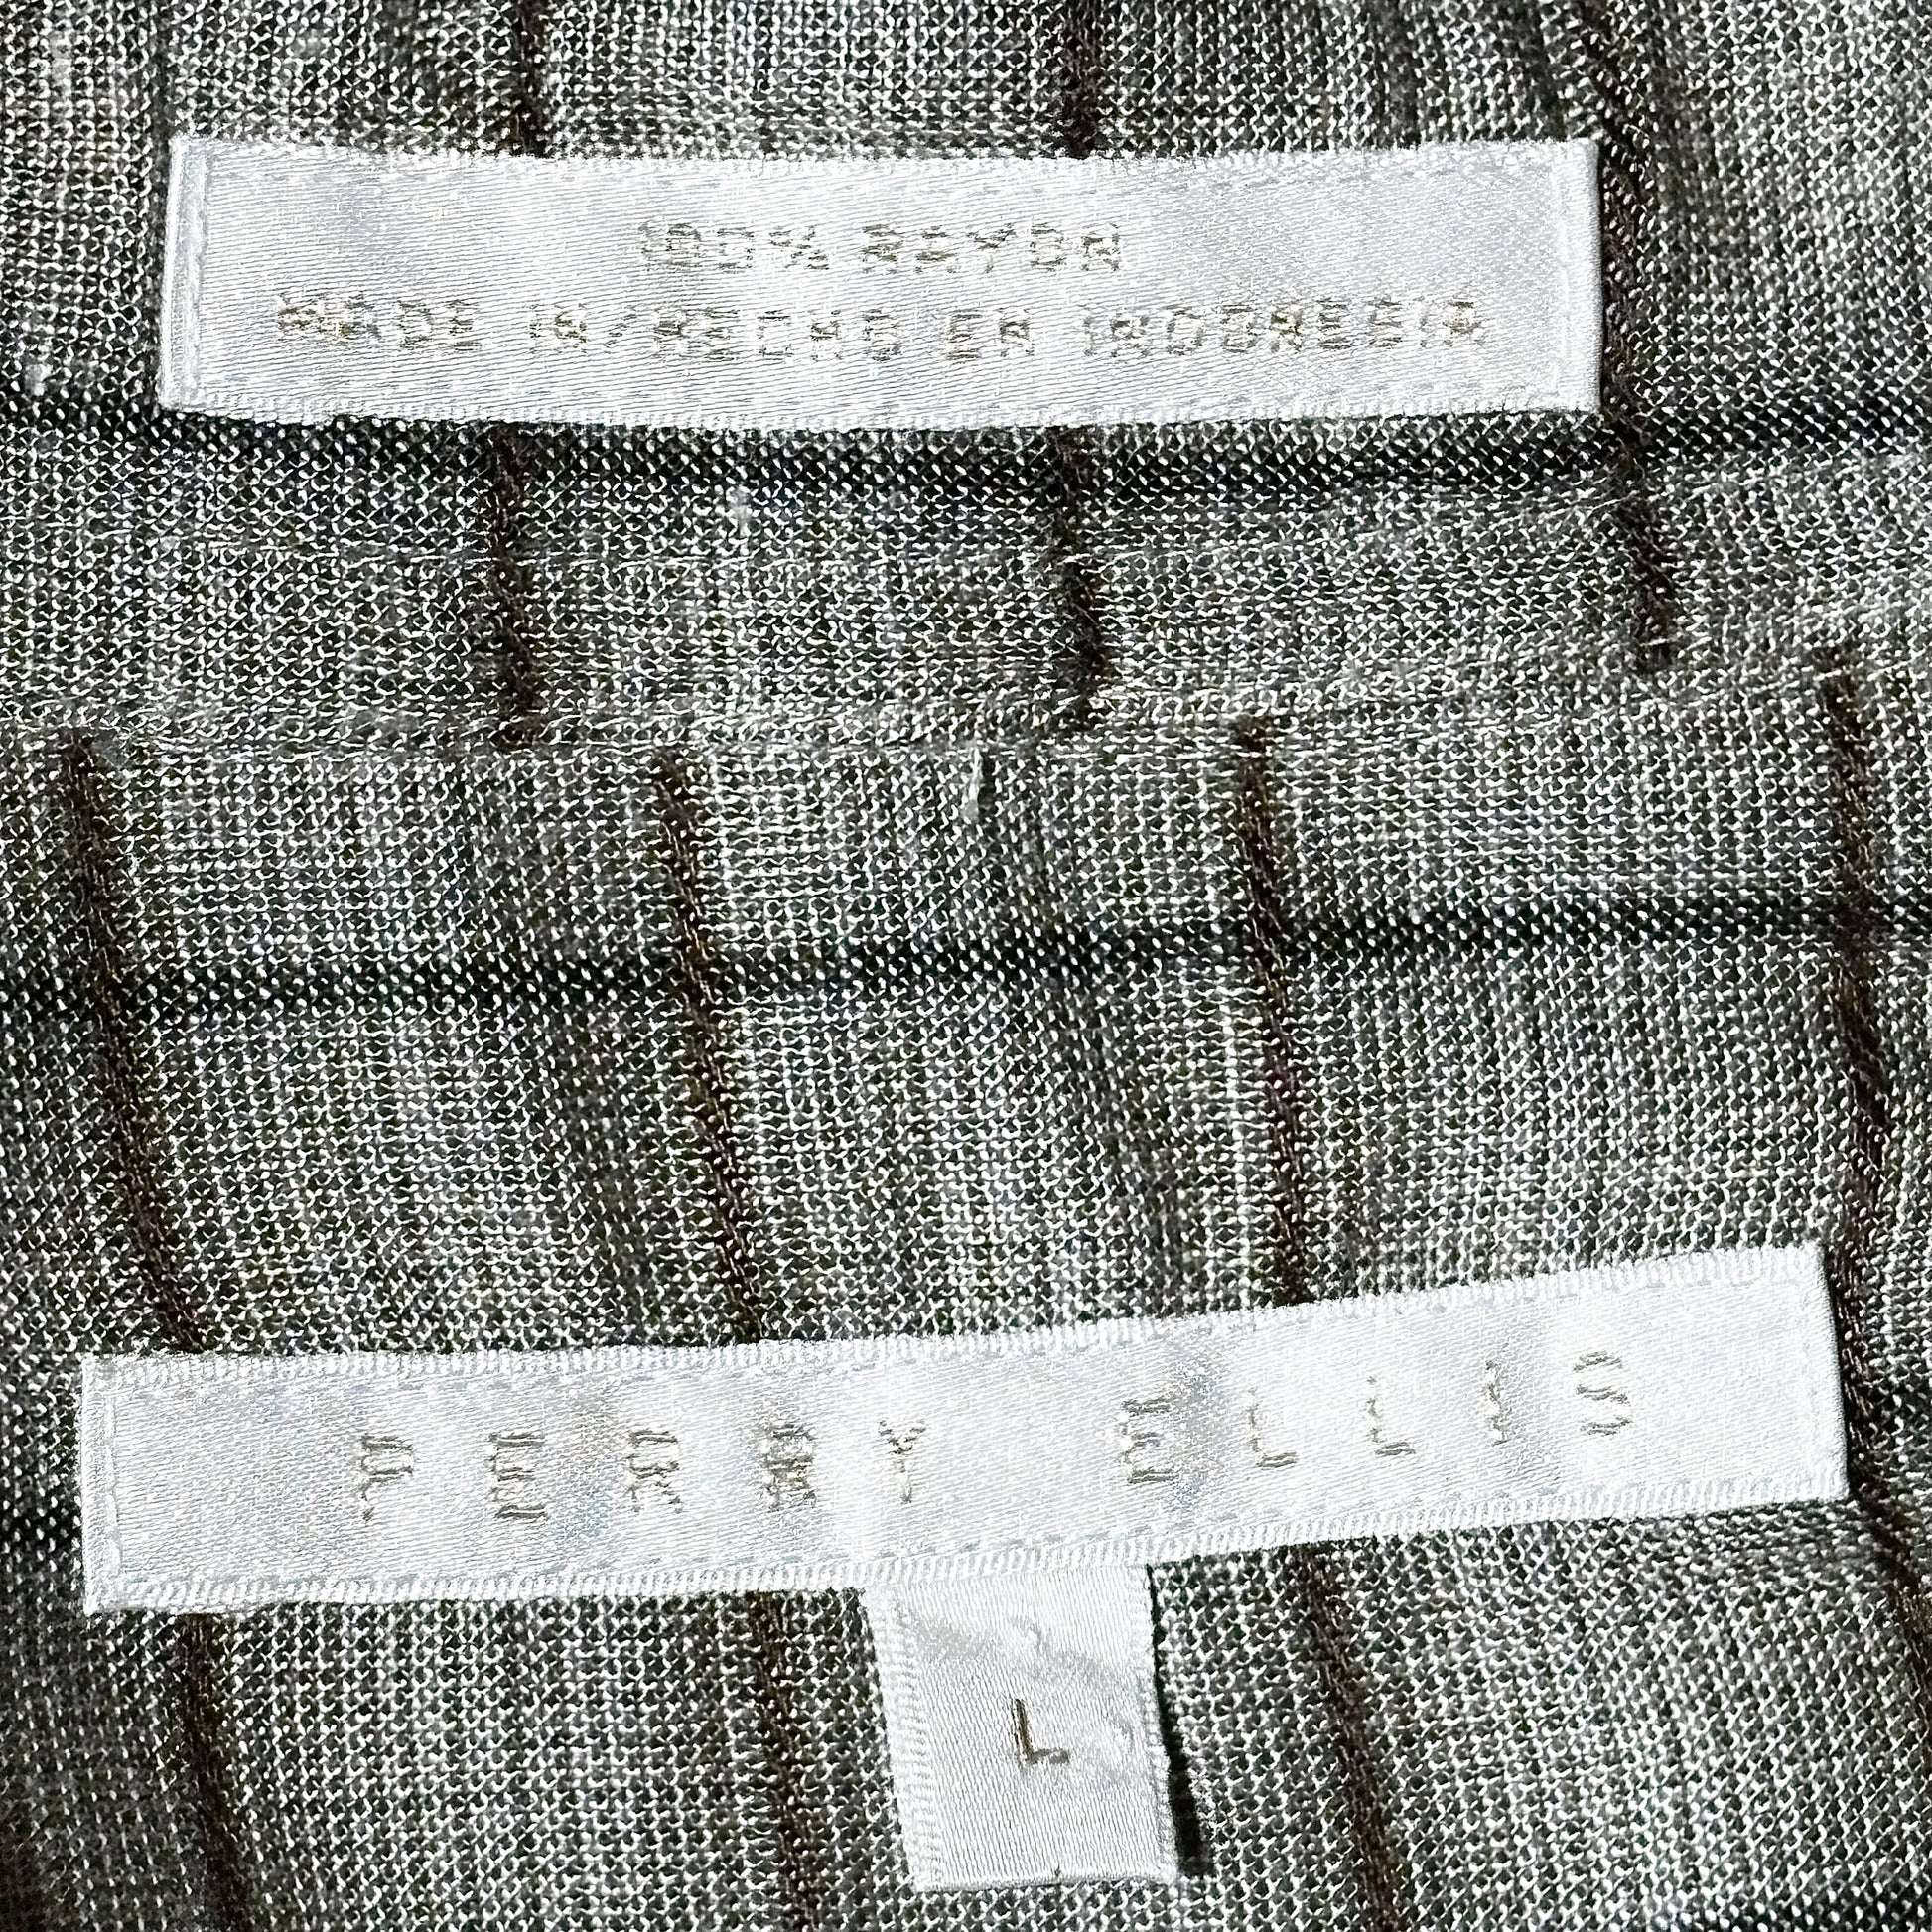 100% RAYON
MADE IN/HECHO EN INDONESIA
PERRY ELLIS
L